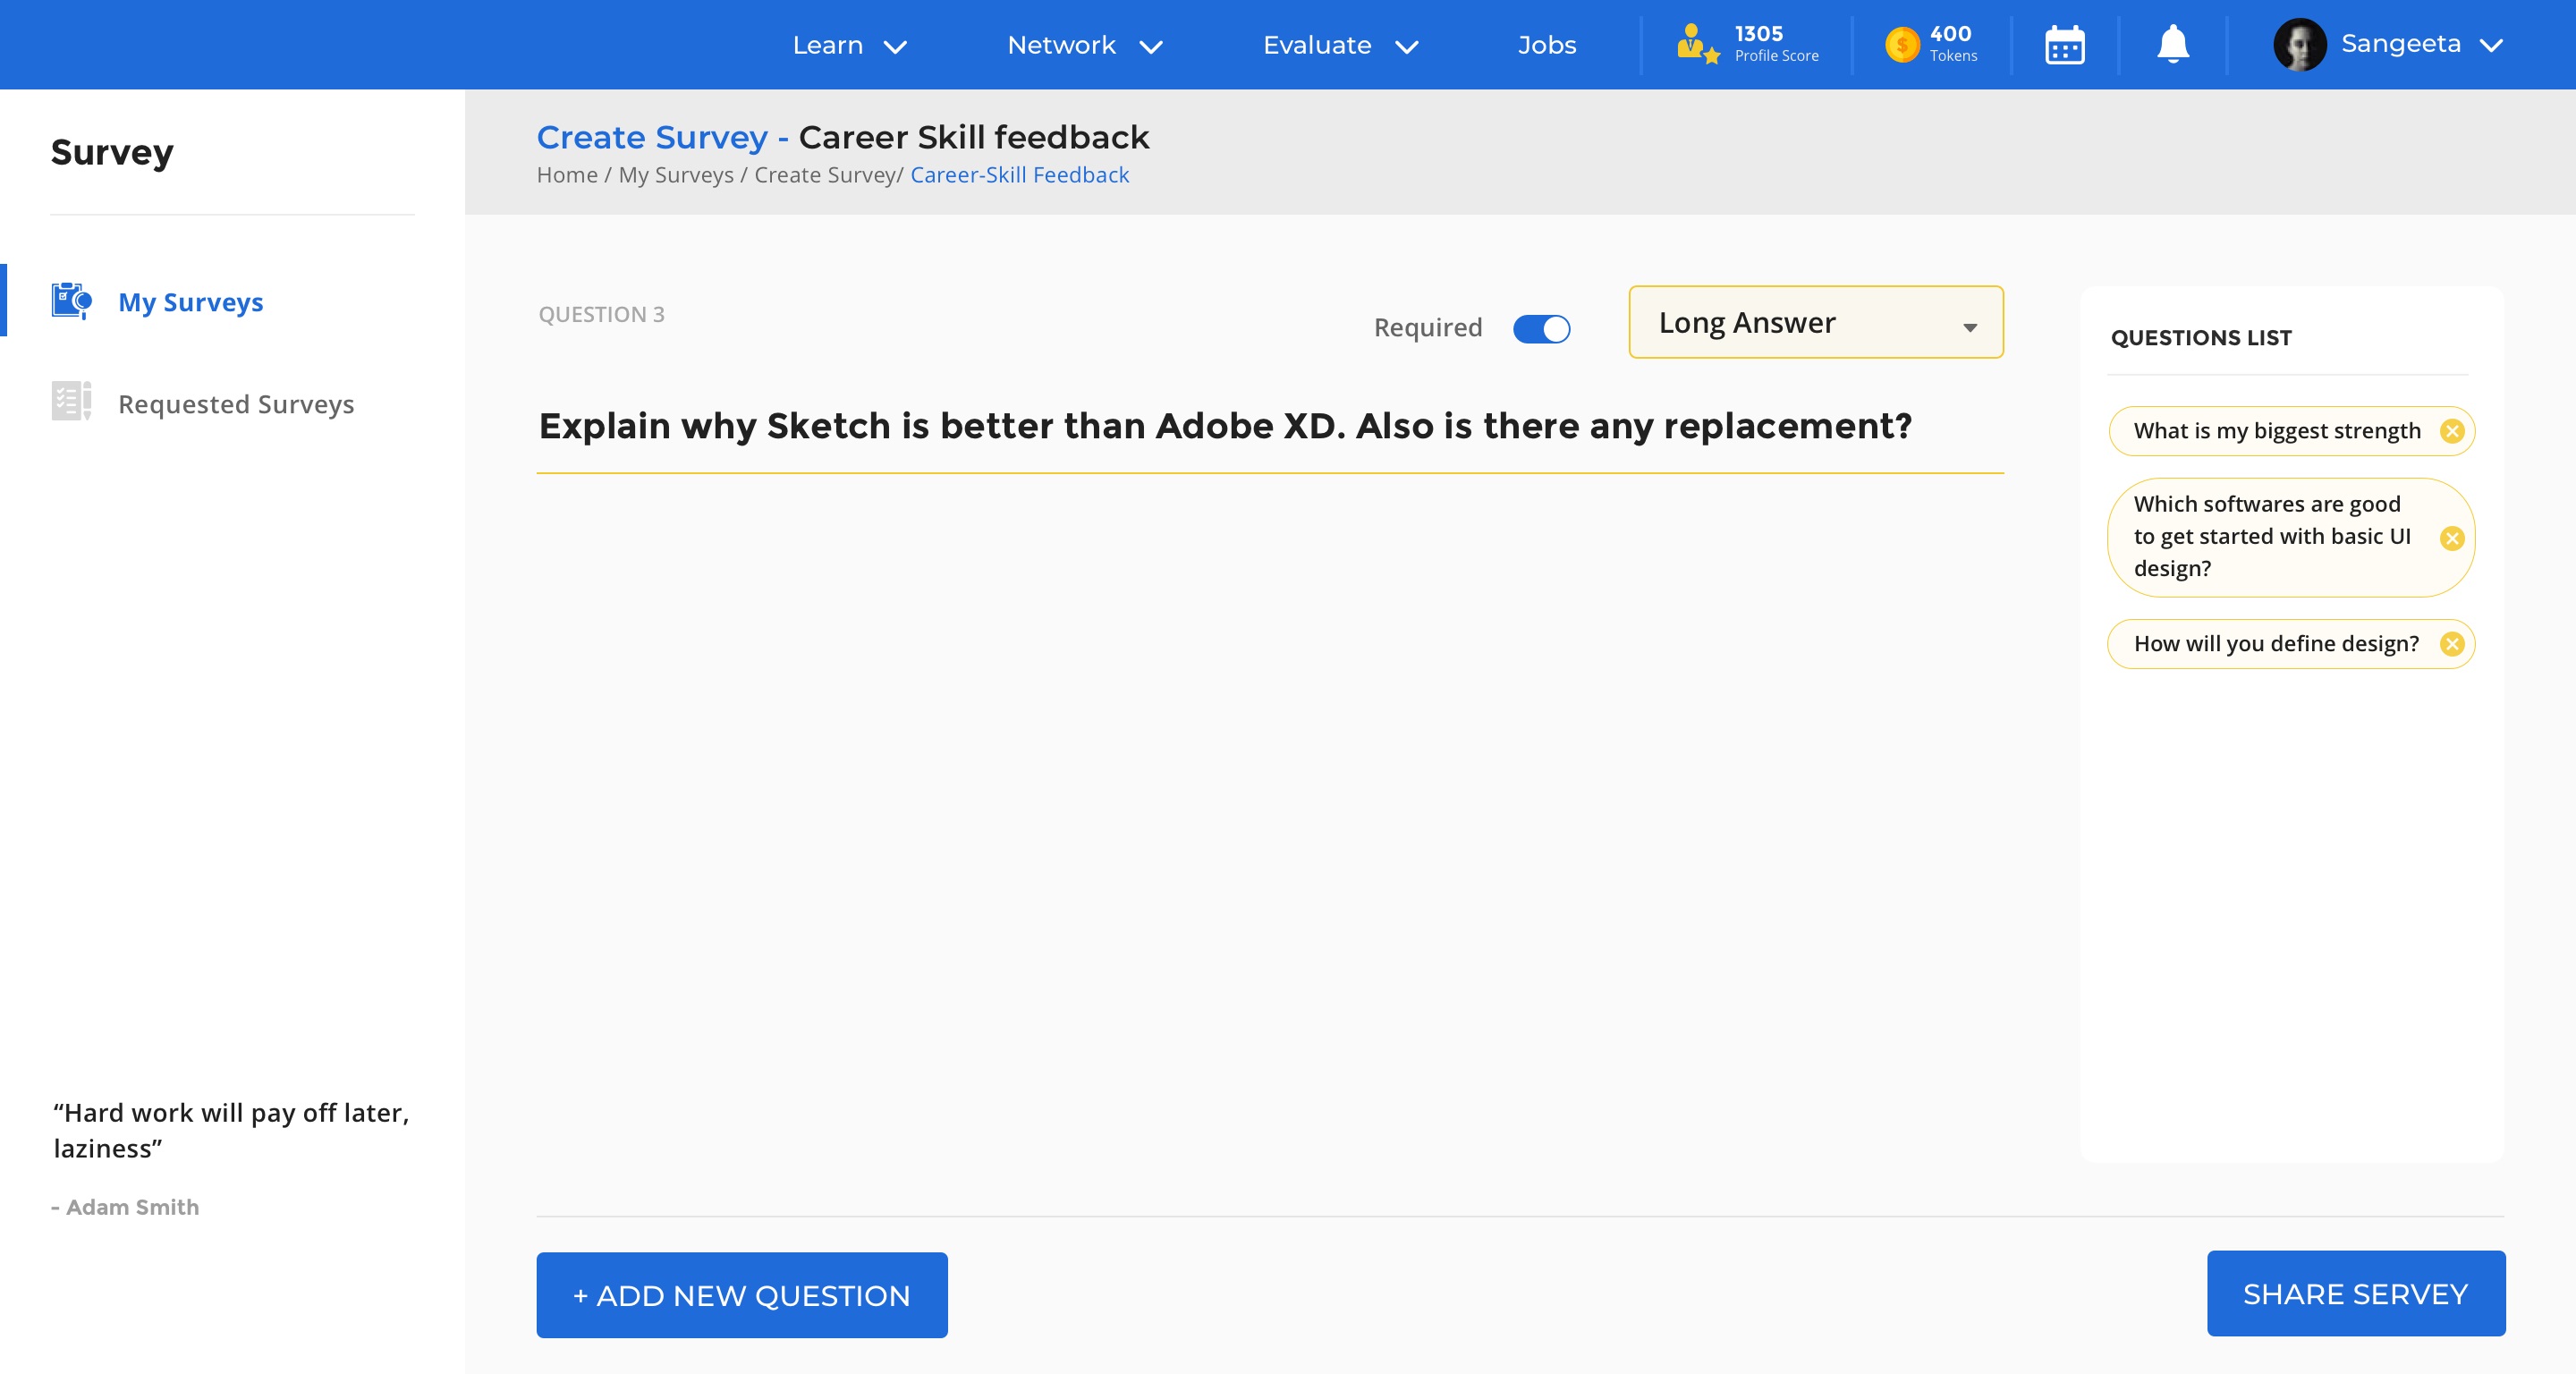 Learn
Network
Evaluate
Jobs
1305
Profile Score
400
Tokens
Sangeeta
Survey
My Surveys
Requested Surveys
“Hard work will pay off later,
laziness”
- Adam Smith
Create Survey - Career Skill feedback
Home / My Surveys / Create Survey/ Career-Skill Feedback
QUESTION 3
Required
Long Answer
Explain why Sketch is better than Adobe XD. Also is there any replacement?
QUESTIONS LIST
What is my biggest strength
Which softwares are good
to get started with basic UI
design?
How will you define design?
+ ADD NEW QUESTION
SHARE SERVEY